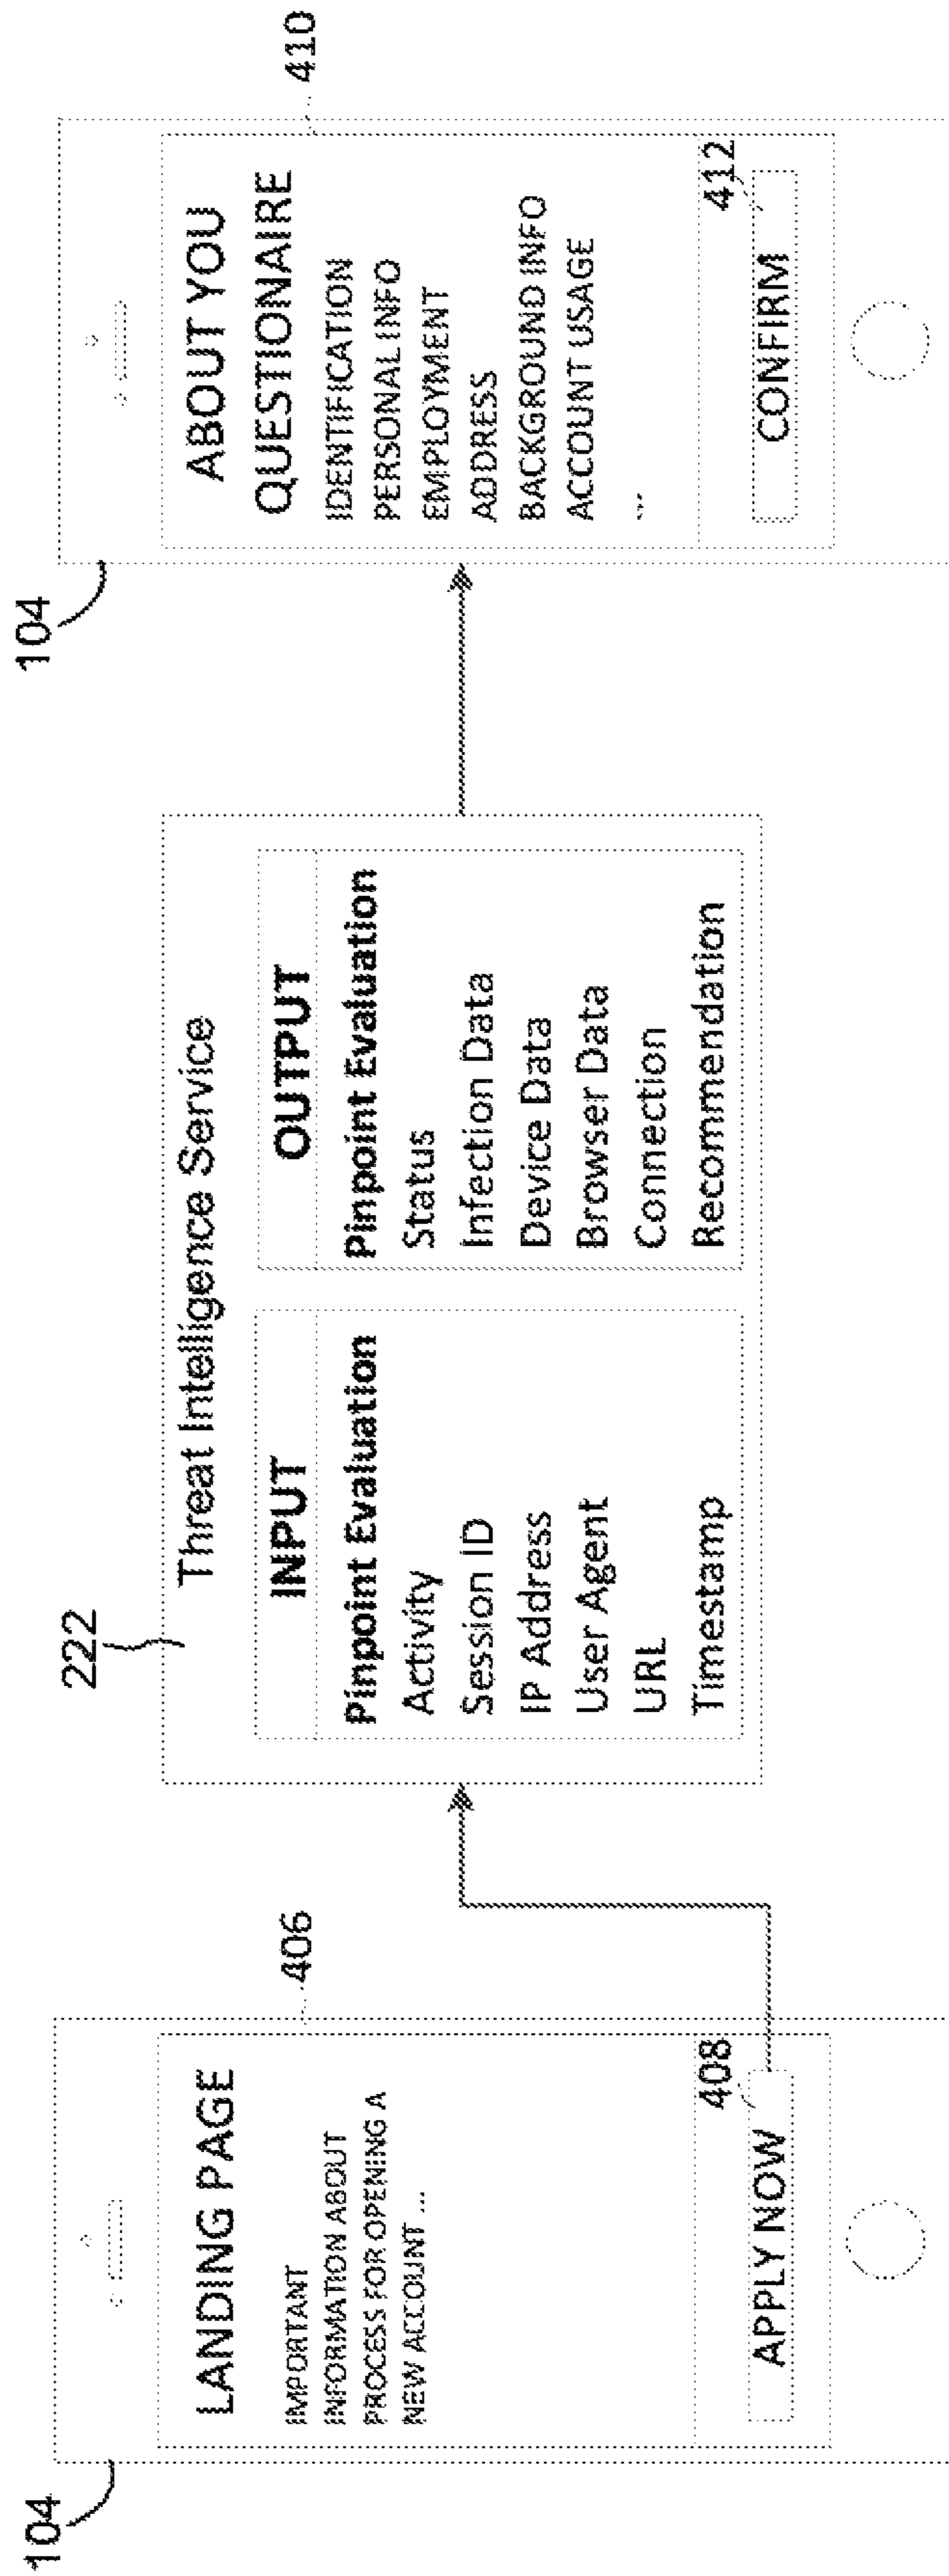 104
406
LANDING PAGE
IMPORTANT
INFORMATION ABOUT
PROCESS FOR OPENING A
NEW ACCOUNT ...
408
APPLY NOW
222
Threat Intelligence Service
INPUT
Pinpoint Evaluation
Activity
Session ID
IP Address
User Agent
URL
Timestamp
OUTPUT
Pinpoint Evaluation
Status
Infection Data
Device Data
Browser Data
Connection
Recommendation
104
410
ABOUT YOU
QUESTIONAIRE
IDENTIFICATION
PERSONAL INFO
EMPLOYMENT
ADDRESS
BACKGROUND INFO
ACCOUNT USAGE
...
412
CONFIRM